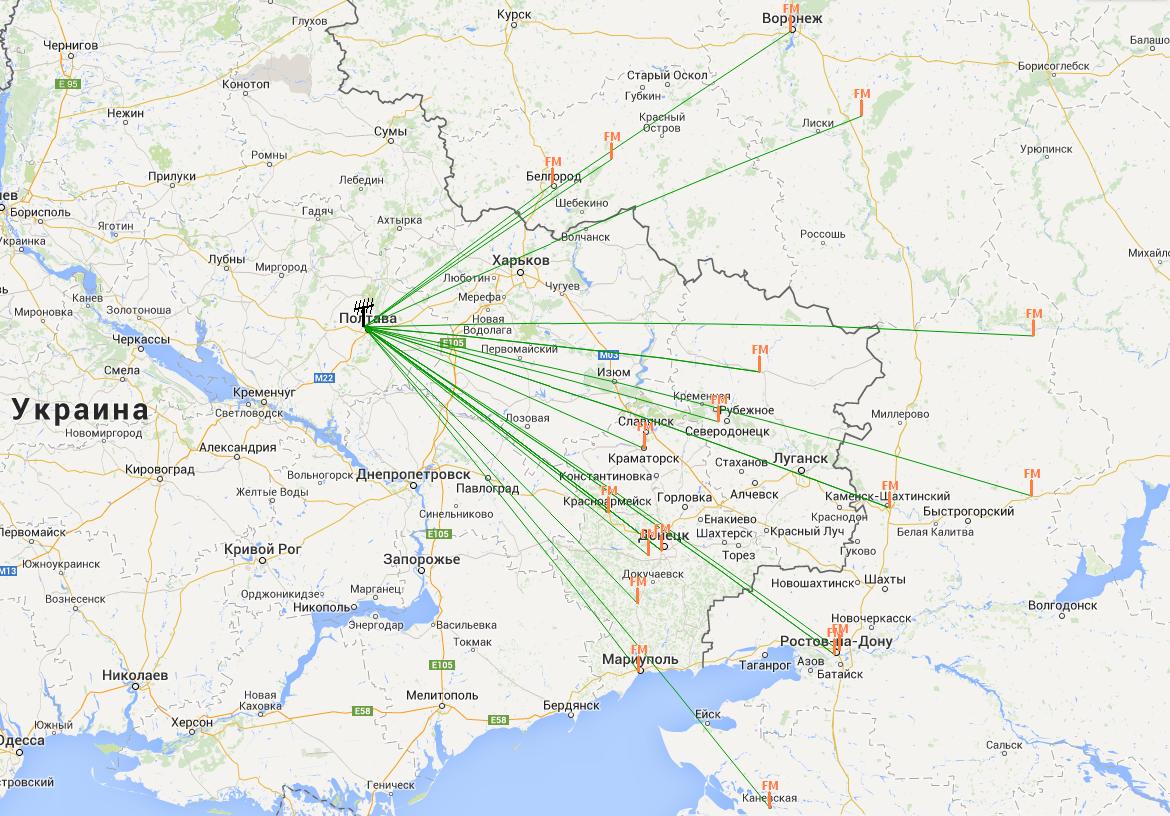 Курск
Воронеж
FM
Глухов
Чернигов
Балашо
E 95
Старый Оскол
Борисоглебск
Конотоп
Губкин
FM
Нежин
Красный
Остров
Лиски
Сумы
FM
Урюпинск
Ромны
FM
Прилуки
Лебедин
Белгород
Шебекино
Борисполь
Гадяч
Ахтырка
Яготин
Россошь
Украинка
Волчанск
Лубны
Миргород
Харьков
Михайло
Люботин
Чугуев
Канев
Мерефа
Золотоноша
Мироновка
Полтава
Новая
Водолага
FM
Черкассы
E105
Первомайский
M03
FM
Смела
M22
Изюм
Кременчуг
Кременная
FM
Рубежное
Украина
Светловодск
Миллерово
Новомиргород
Лозовая
Славянск
Северодонецк
Александрия
Краматорск
Стаханов
Луганск
Кировоград
Вольногорск
Днепропетровск
Константиновка
FM
Желтые Воды
Павлоград
FM
Красноармейск
Горловка
Алчевск
FM
Каменск-Шахтинский
Синельниково
Краснодон
Быстрогорский
Первомайск
E105
Енакиево
Шахтерск
Красный Луч
Белая Калитва
Кривой Рог
FM
Донецк
Торез
Гуково
Запорожье
M13
Южноукраинск
Докучаевск
Новошахтинск
Шахты
Вознесенск
Орджоникидзе
Марганец
FM
Никополь
Волгодонск
Энергодар
Васильевка
Новочеркасск
Токмак
FM
Ростов-на-Дону
E105
FM
Мариуполь
Таганрог
Азов
Батайск
Николаев
Новая
Каховка
Мелитополь
Бердянск
E58
E58
Ейск
Южный
Херсон
Одесса
Сальск
Геническ
FM
Каневская